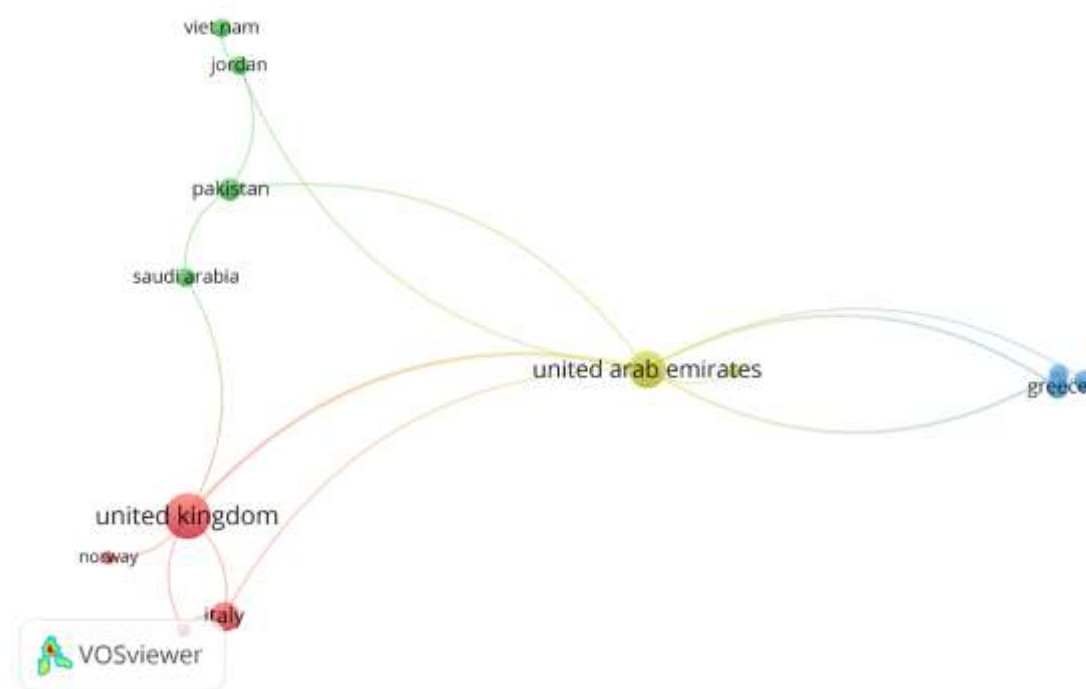 viet nam
jordan
pakistan
saudi arabia
united arab emirates
greece
united kingdom
norway
italy
VOSviewer